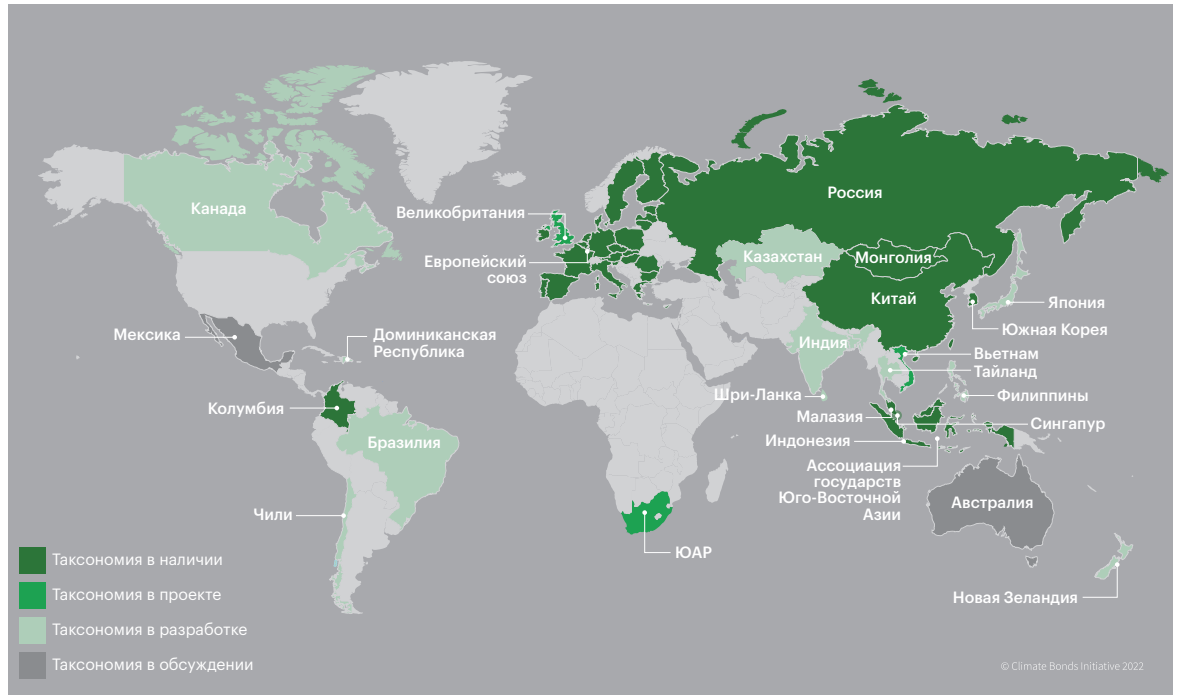 Россия
Канада
Великобритания
Европейский
союз
Казахстан
Монголия
Китай
Япония
Южная Корея
Мексика
Доминиканская
Республика
Индия
Вьетнам
Тайланд
Шри-Ланка
Филиппины
Колумбия
Малазия
Сингапур
Бразилия
Индонезия
Ассоциация
государств
Юго-Восточной
Азии
Австралия
Чили
ЮАР
Новая Зеландия
Таксономия в наличии
Таксономия в проекте
Таксономия в разработке
Таксономия в обсуждении
© Climate Bonds Initiative 2022